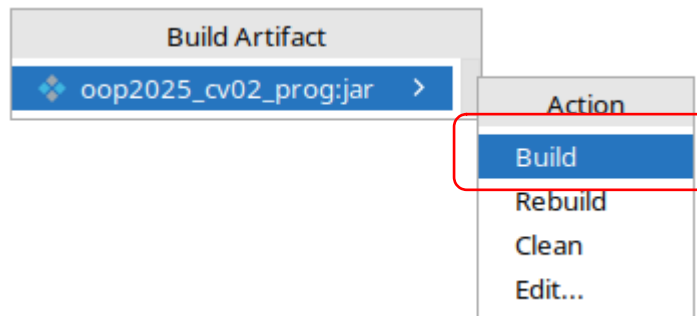 Build Artifact
oop2025_cv02_prog:jar
Action
Build
Rebuild
Clean
Edit...